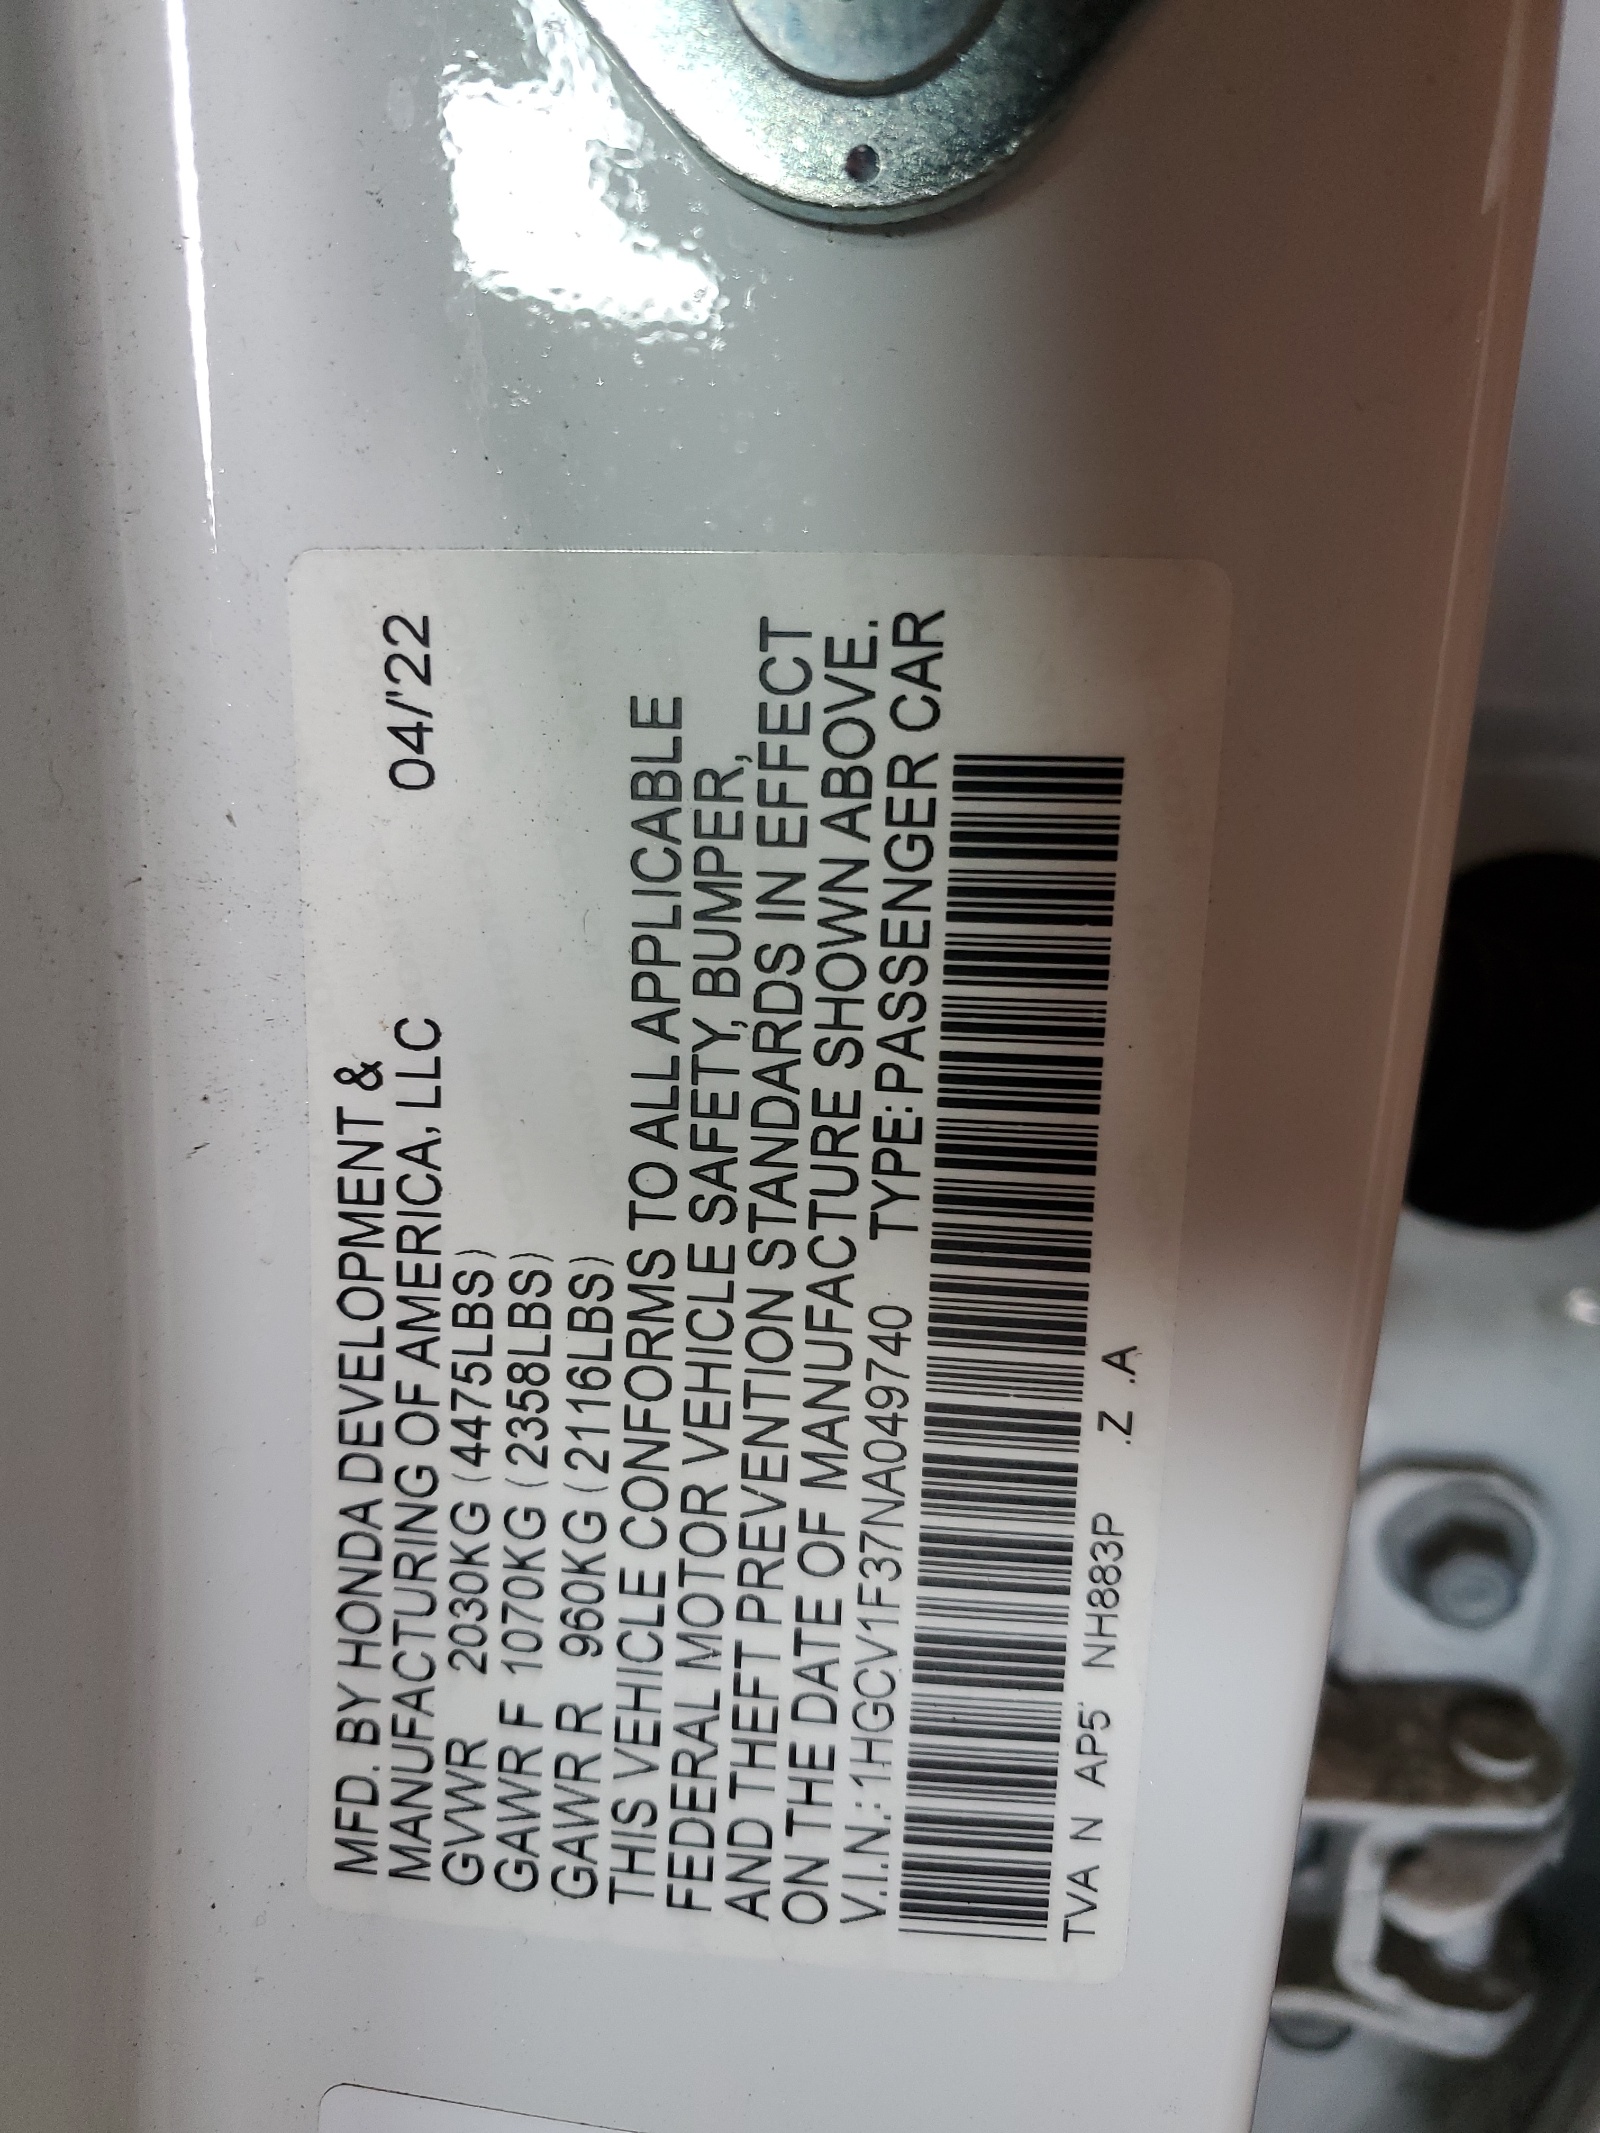 MFD. BY HONDA DEVELOPMENT &
MANUFACTURING OF AMERICA, LLC 04/'22
GVWR 2030KG (4475LBS)
GAWR F 1070KG (2358LBS)
GAWR R 960KG (2116LBS)
THIS VEHICLE CONFORMS TO ALL APPLICABLE
FEDERAL MOTOR VEHICLE SAFETY, BUMPER,
AND THEFT PREVENTION STANDARDS IN EFFECT
ON THE DATE OF MANUFACTURE SHOWN ABOVE.
V.I.N.: 1HGCV1F37NA049740 TYPE: PASSENGER CAR
TVA N AP5' NH883P .Z .A